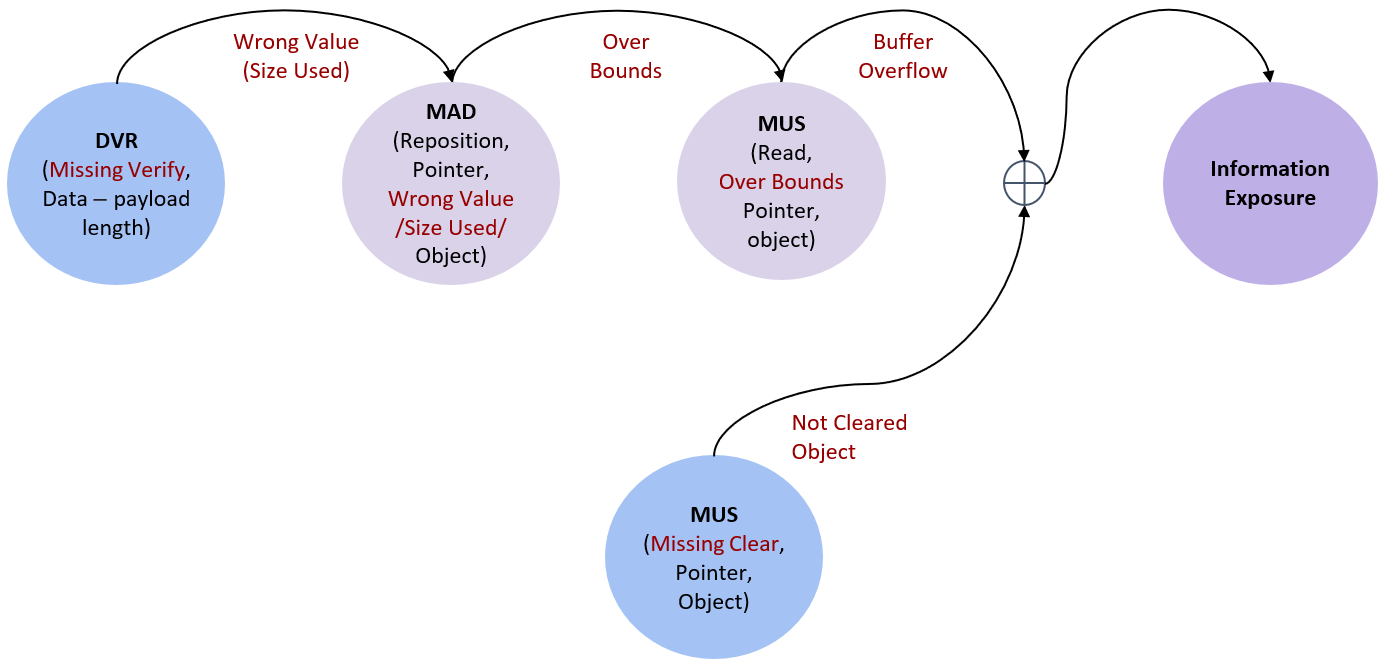 Wrong Value
(Size Used)
Over
Bounds
Buffer
Overflow
DVR
(Missing Verify,
Data – payload
length)
MAD
(Reposition,
Pointer,
Wrong Value
/Size Used/
Object)
MUS
(Read,
Over Bounds
Pointer,
object)
Information
Exposure
Not Cleared
Object
MUS
(Missing Clear,
Pointer,
Object)